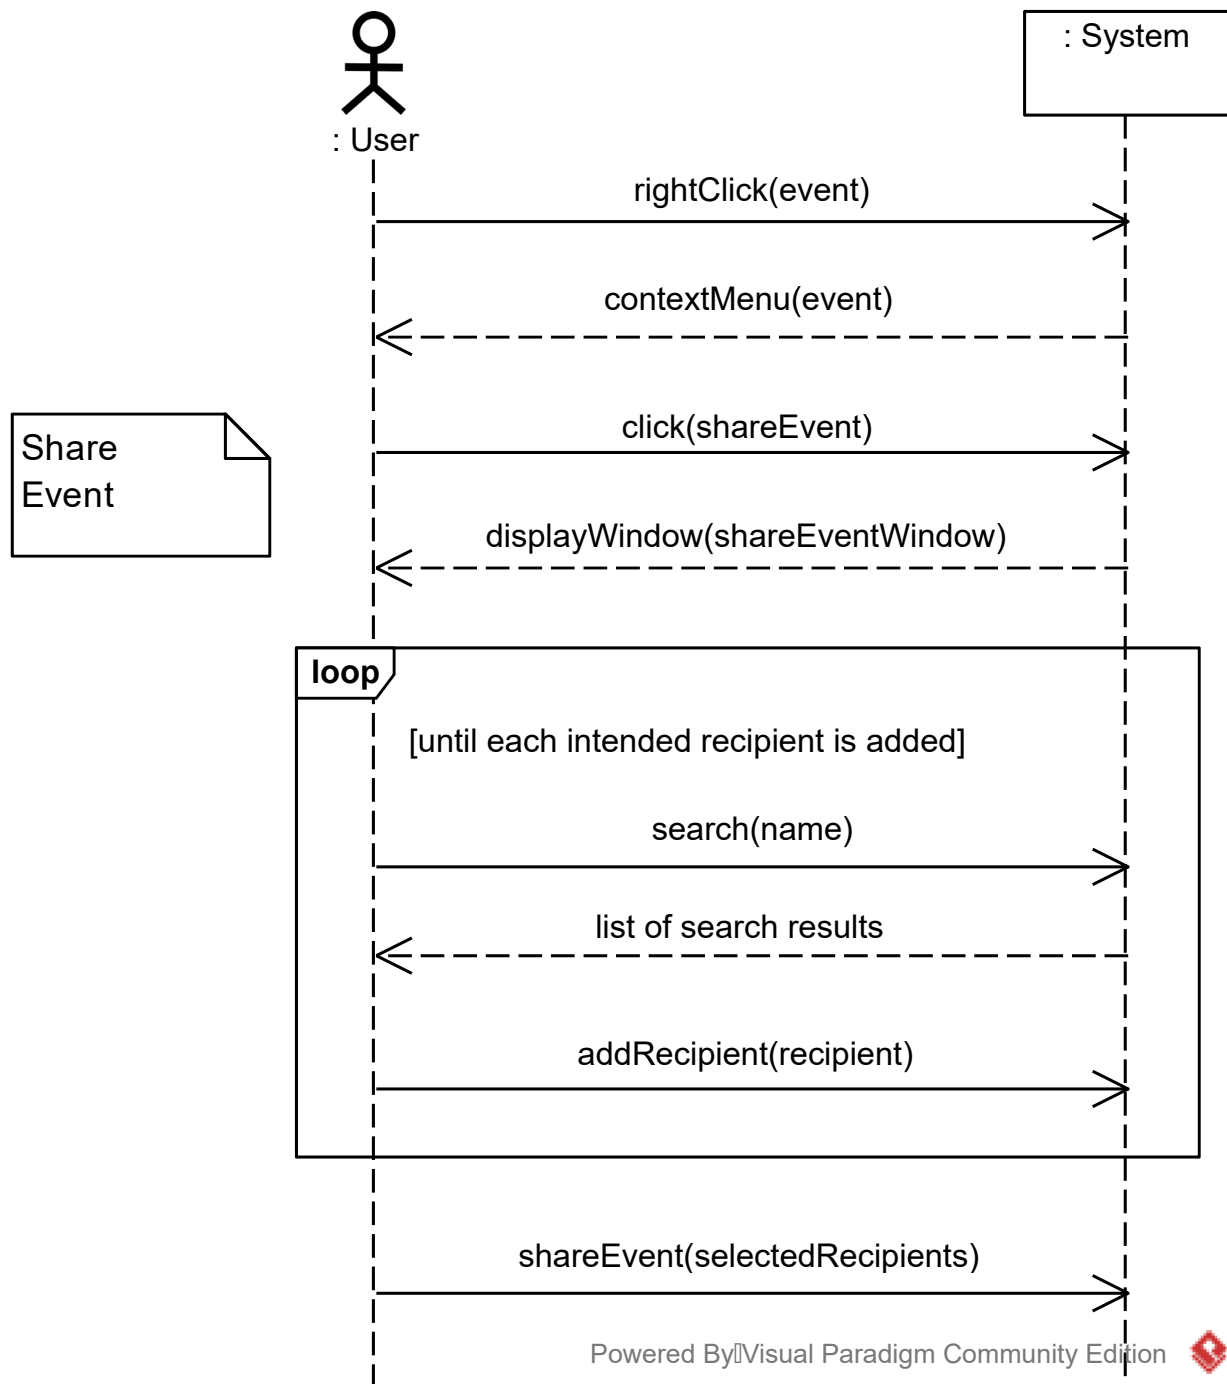 : User
: System
rightClick(event)
contextMenu(event)
click(shareEvent)
Share
Event
displayWindow(shareEventWindow)
loop
[until each intended recipient is added]
search(name)
list of search results
addRecipient(recipient)
shareEvent(selectedRecipients)
Powered By Visual Paradigm Community Edition